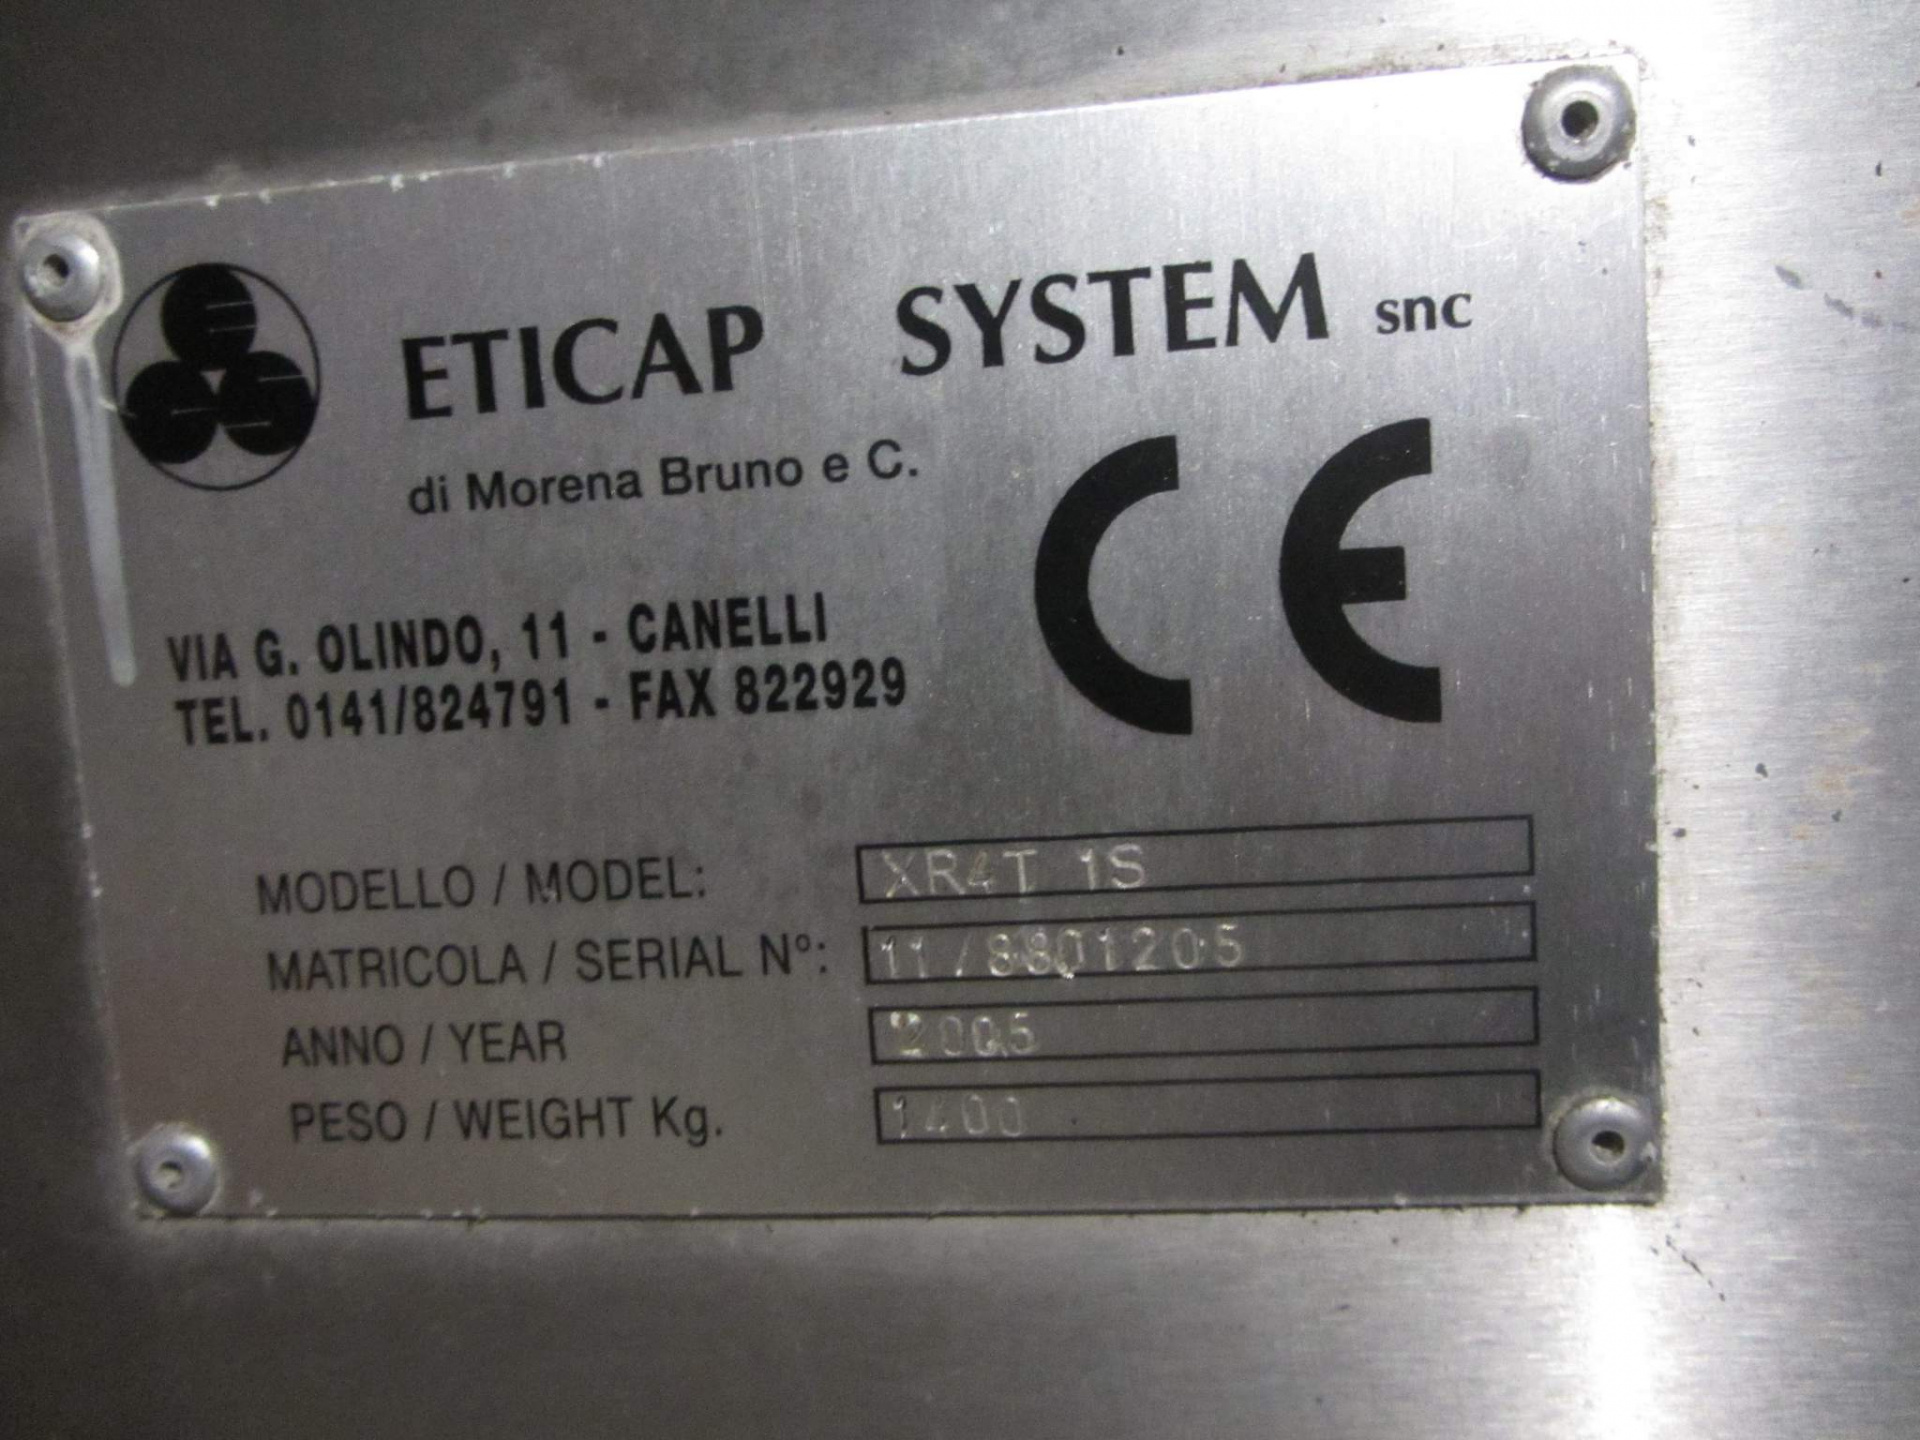 ETICAP SYSTEM snc
di Morena Bruno e C.
CE
VIA G. OLINDO, 11 - CANELLI
TEL. 0141/824791 - FAX 822929
MODELLO / MODEL: XR4T 1S
MATRICOLA / SERIAL Nº: 11/8801205
ANNO / YEAR 2005
PESO / WEIGHT Kg. 1400